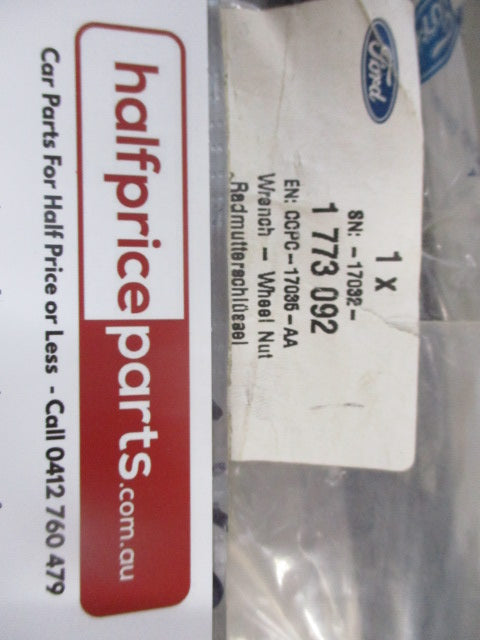 halfpriceparts.com.au
Car Parts For Half Price or Less - Call 0412 760 479
Ford
1 x
SN: -17032-
1 773 092
EN: CCPC-17036-AA
Wrench - Wheel Nut
Radmutterschlüssel